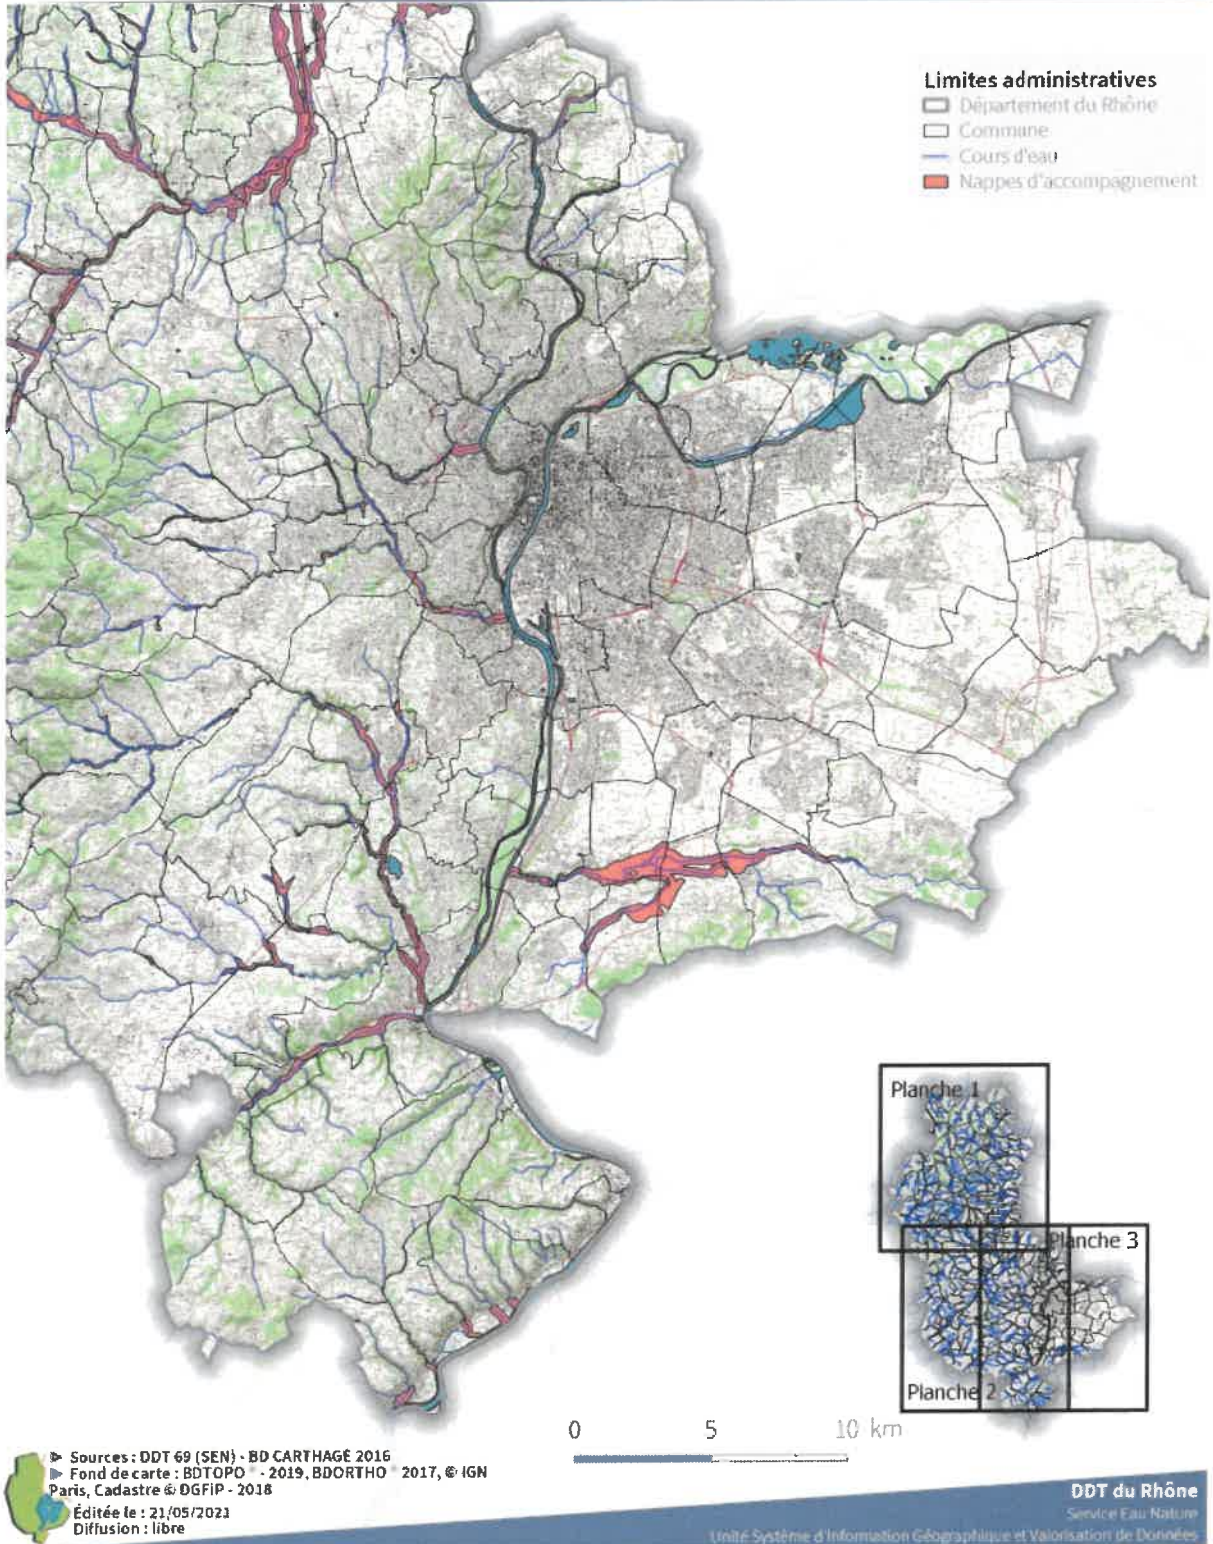 Limites administratives
Département du Rhône
Commune
Cours d'eau
Nappes d'accompagnement
Planche 1
Planche 3
Planche 2
0 5 10 km
Sources : DDT 69 (SEN) - BD CARTHAGE 2016
Fond de carte : BDTOPO ® - 2019, BDORTHO ® 2017, © IGN
Paris, Cadastre © DGFiP - 2018
Éditée le : 21/05/2021
Diffusion : libre
DDT du Rhône
Service Eau Nature
Unité Système d'Information Géographique et Valorisation de Données